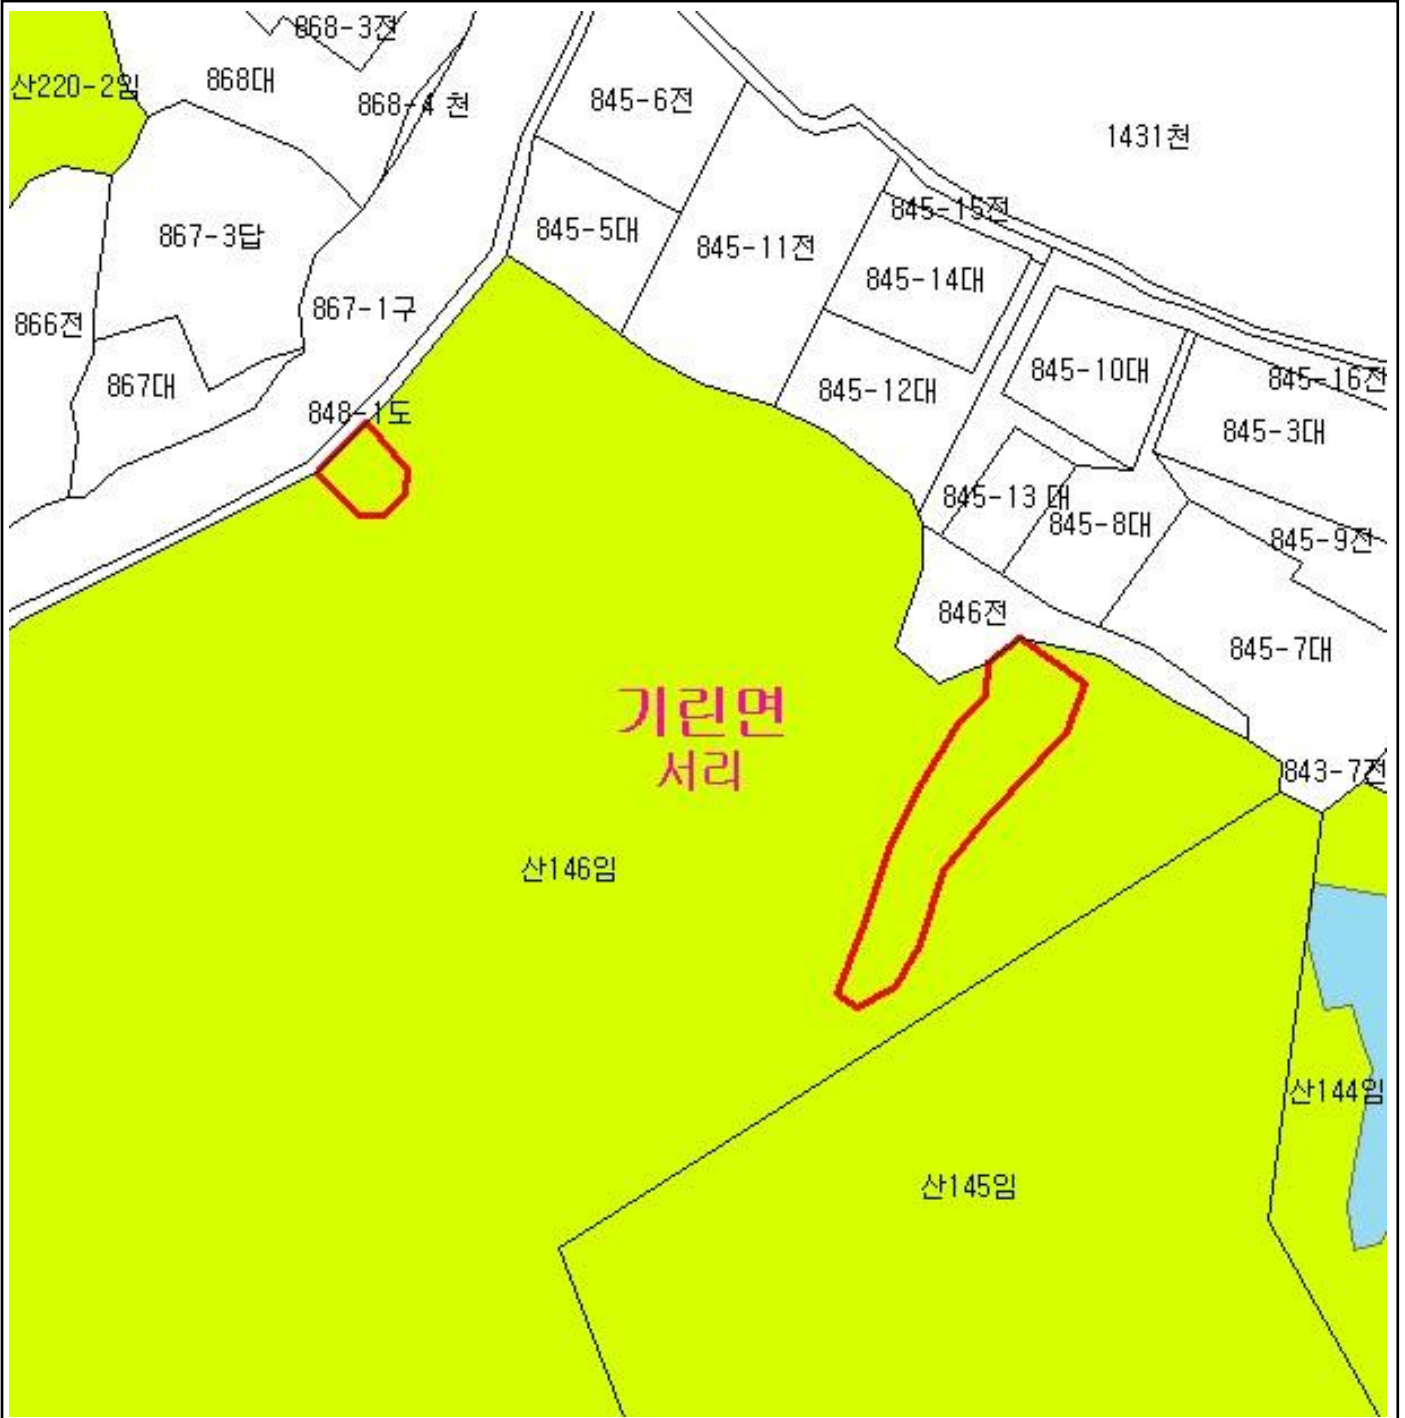 868-3전
산220-2임
868대
868-4 천
845-6전
1431천
845-15전
867-3답
845-5대
845-11전
845-14대
867-1구
866전
867대
845-12대
845-10대
845-16전
848-1도
845-3대
845-13 대
845-8대
845-9전
846전
845-7대
기린면
서리
843-7전
산146임
산144임
산145임